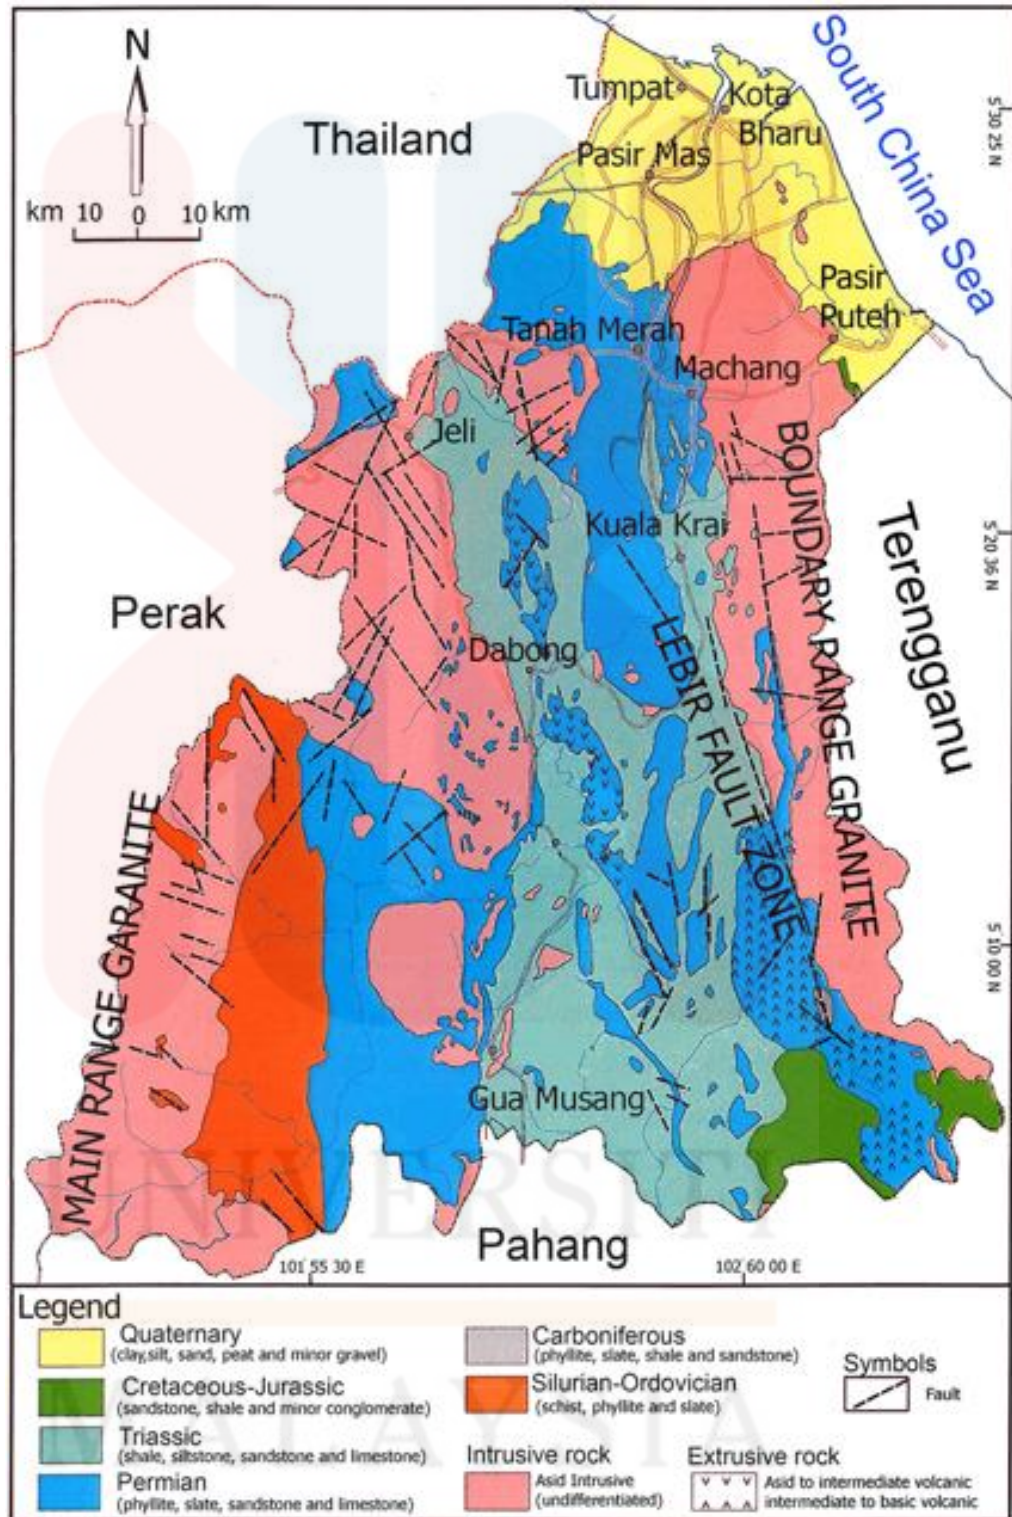 N
km 10 0 10 km
Thailand
South China Sea
Tumpat
Kota
Bharu
Pasir Mas
5 30 25 N
Pasir
Puteh
Tanah Merah
Machang
Jeli
BOUNDARY RANGE GRANITE
Terengganu
5 20 36 N
Kuala Krai
Perak
Dabong
LEBIR FAULT ZONE
MAIN RANGE GARANITE
5 10 00 N
Gua Musang
UNIVERSITI
Pahang
101 55 30 E
102 60 00 E
Legend
Quaternary
(clay,silt, sand, peat and minor gravel)
Cretaceous-Jurassic
(sandstone, shale and minor conglomerate)
Triassic
(shale, siltstone, sandstone and limestone)
Permian
(phyllite, slate, sandstone and limestone)
Carboniferous
(phyllite, slate, shale and sandstone)
Silurian-Ordovician
(schist, phyllite and slate)
Intrusive rock
Asid Intrusive
(undifferentiated)
Symbols
Fault
Extrusive rock
Asid to intermediate volcanic
intermediate to basic volcanic
MALAYSIA